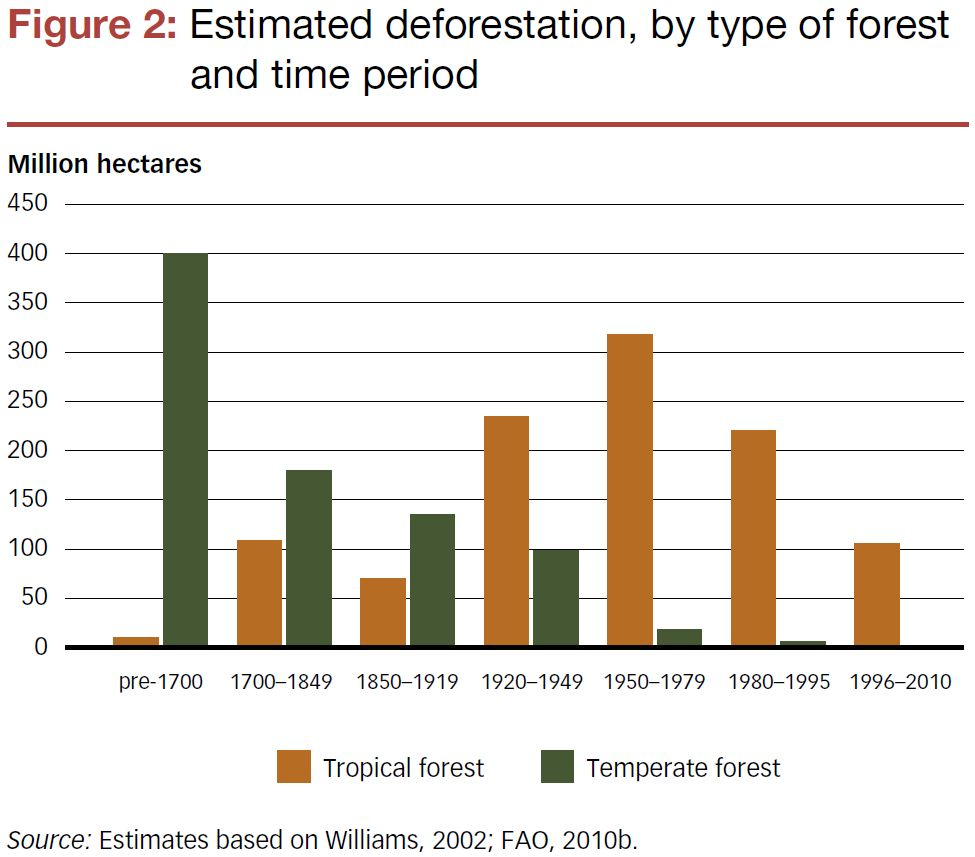 Figure 2: Estimated deforestation, by type of forest
and time period
Million hectares
450
400
350
300
250
200
150
100
50
0
pre-1700 1700–1849 1850–1919 1920–1949 1950–1979 1980–1995 1996–2010
Tropical forest Temperate forest
Source: Estimates based on Williams, 2002; FAO, 2010b.